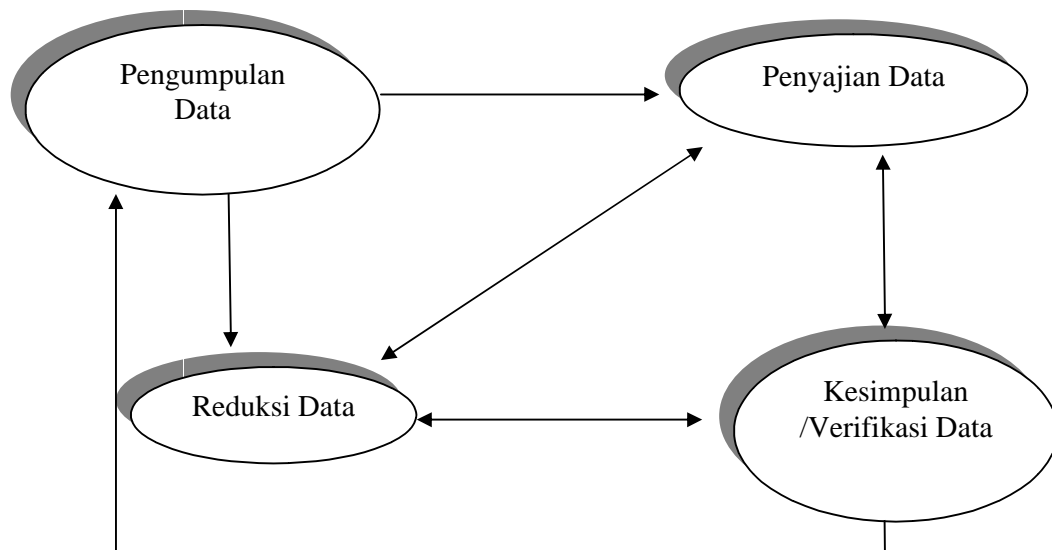 Pengumpulan
Data
Penyajian Data
Reduksi Data
Kesimpulan
/Verifikasi Data